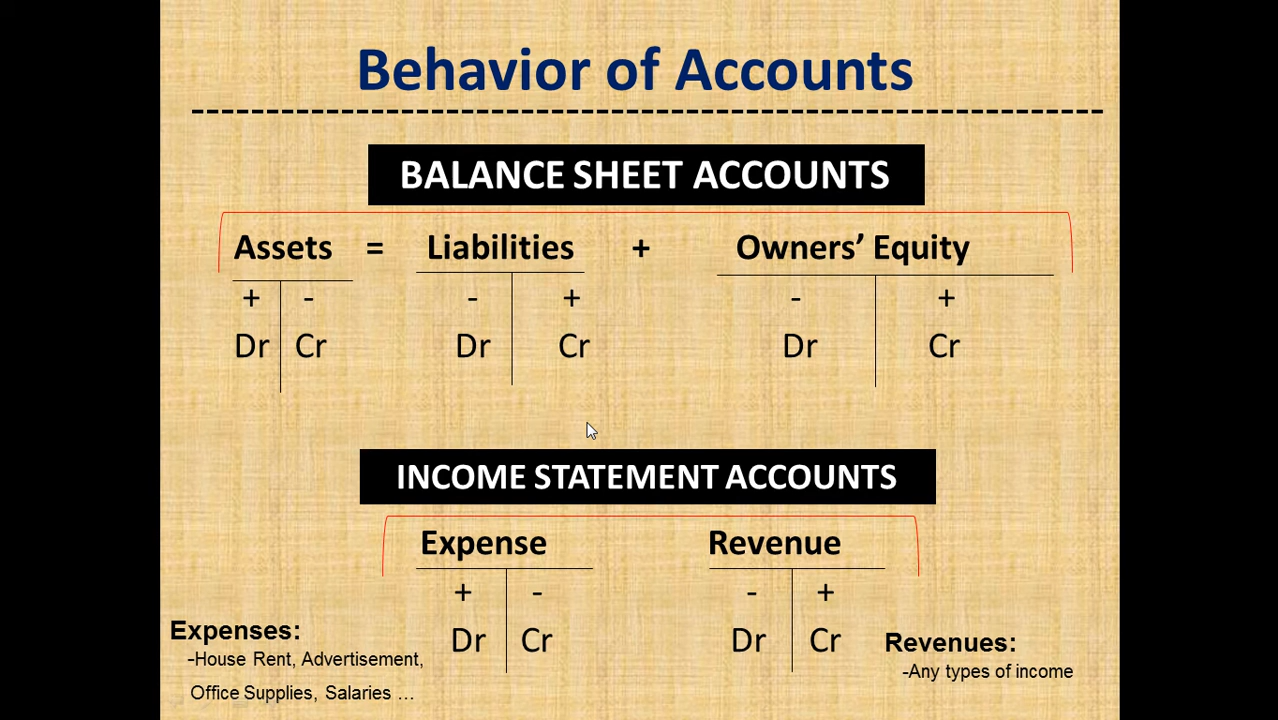 Behavior of Accounts
BALANCE SHEET ACCOUNTS
Assets = Liabilities + Owners’ Equity
+ - - + - +
Dr Cr Dr Cr Dr Cr
INCOME STATEMENT ACCOUNTS
Expense Revenue
+ - - +
Dr Cr Dr Cr
Expenses:
-House Rent, Advertisement,
Office Supplies, Salaries ...
Revenues:
-Any types of income